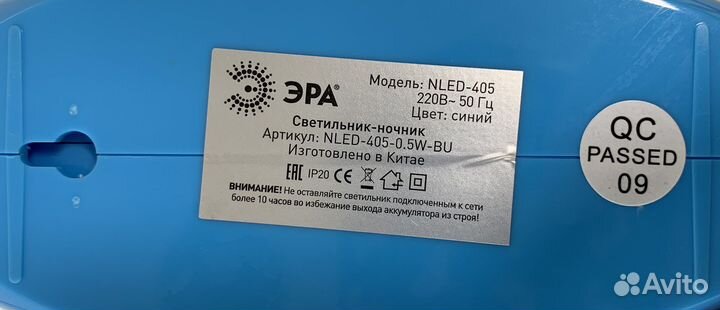 ЭРА®
Модель: NLED-405
220В~ 50 Гц
Цвет: синий
Светильник-ночник
Артикул: NLED-405-0.5W-BU
Изготовлено в Китае
EAC IP20 CE
ВНИМАНИЕ! Не оставляйте светильник подключенным к сети
более 10 часов во избежание выхода аккумулятора из строя!
QC
PASSED
09
Avito